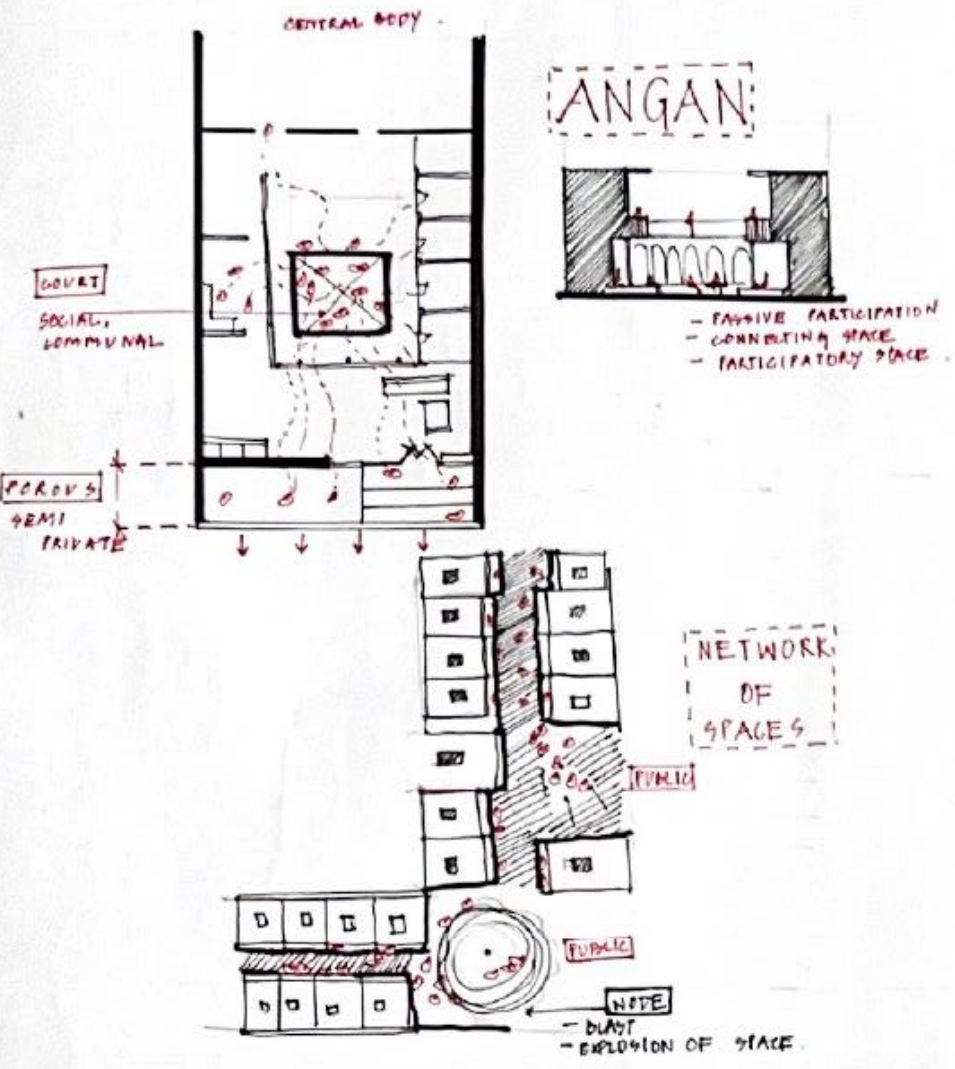 CENTRAL BODY
ANGAN
COURT
SOCIAL,
COMMUNAL
- PASSIVE PARTICIPATION
- CONNECTING SPACE
- PARTICIPATORY SPACE
POROUS
SEMI
PRIVATE
NETWORK
OF
SPACES
PUBLIC
PUBLIC
NODE
- BLAST
- EXPLOSION OF SPACE.